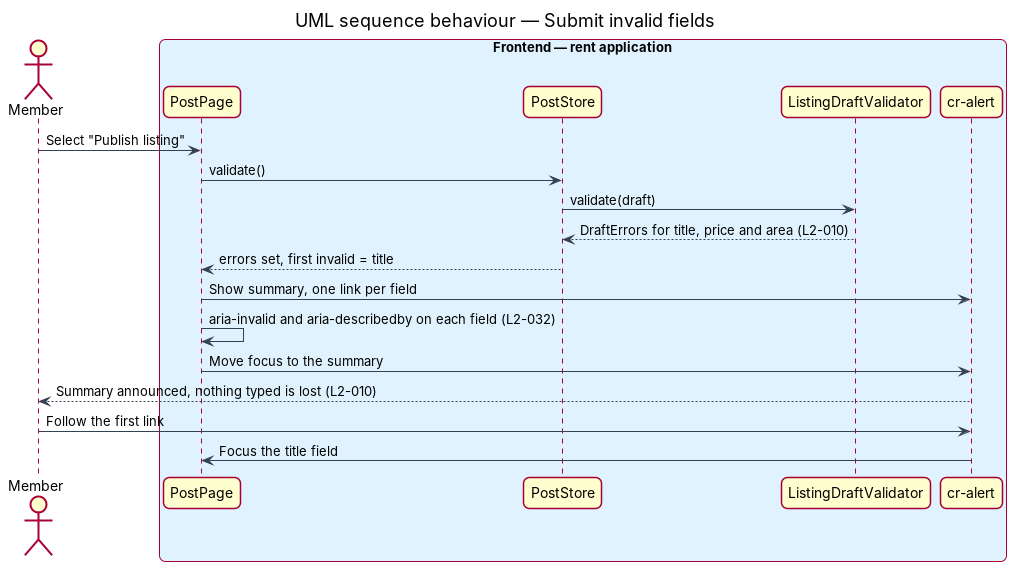 UML sequence behaviour — Submit invalid fields
Frontend — rent application
Member
PostPage
PostStore
ListingDraftValidator
cr-alert
Select "Publish listing"
validate()
validate(draft)
DraftErrors for title, price and area (L2-010)
errors set, first invalid = title
Show summary, one link per field
aria-invalid and aria-describedby on each field (L2-032)
Move focus to the summary
Summary announced, nothing typed is lost (L2-010)
Follow the first link
Focus the title field
Member
PostPage
PostStore
ListingDraftValidator
cr-alert